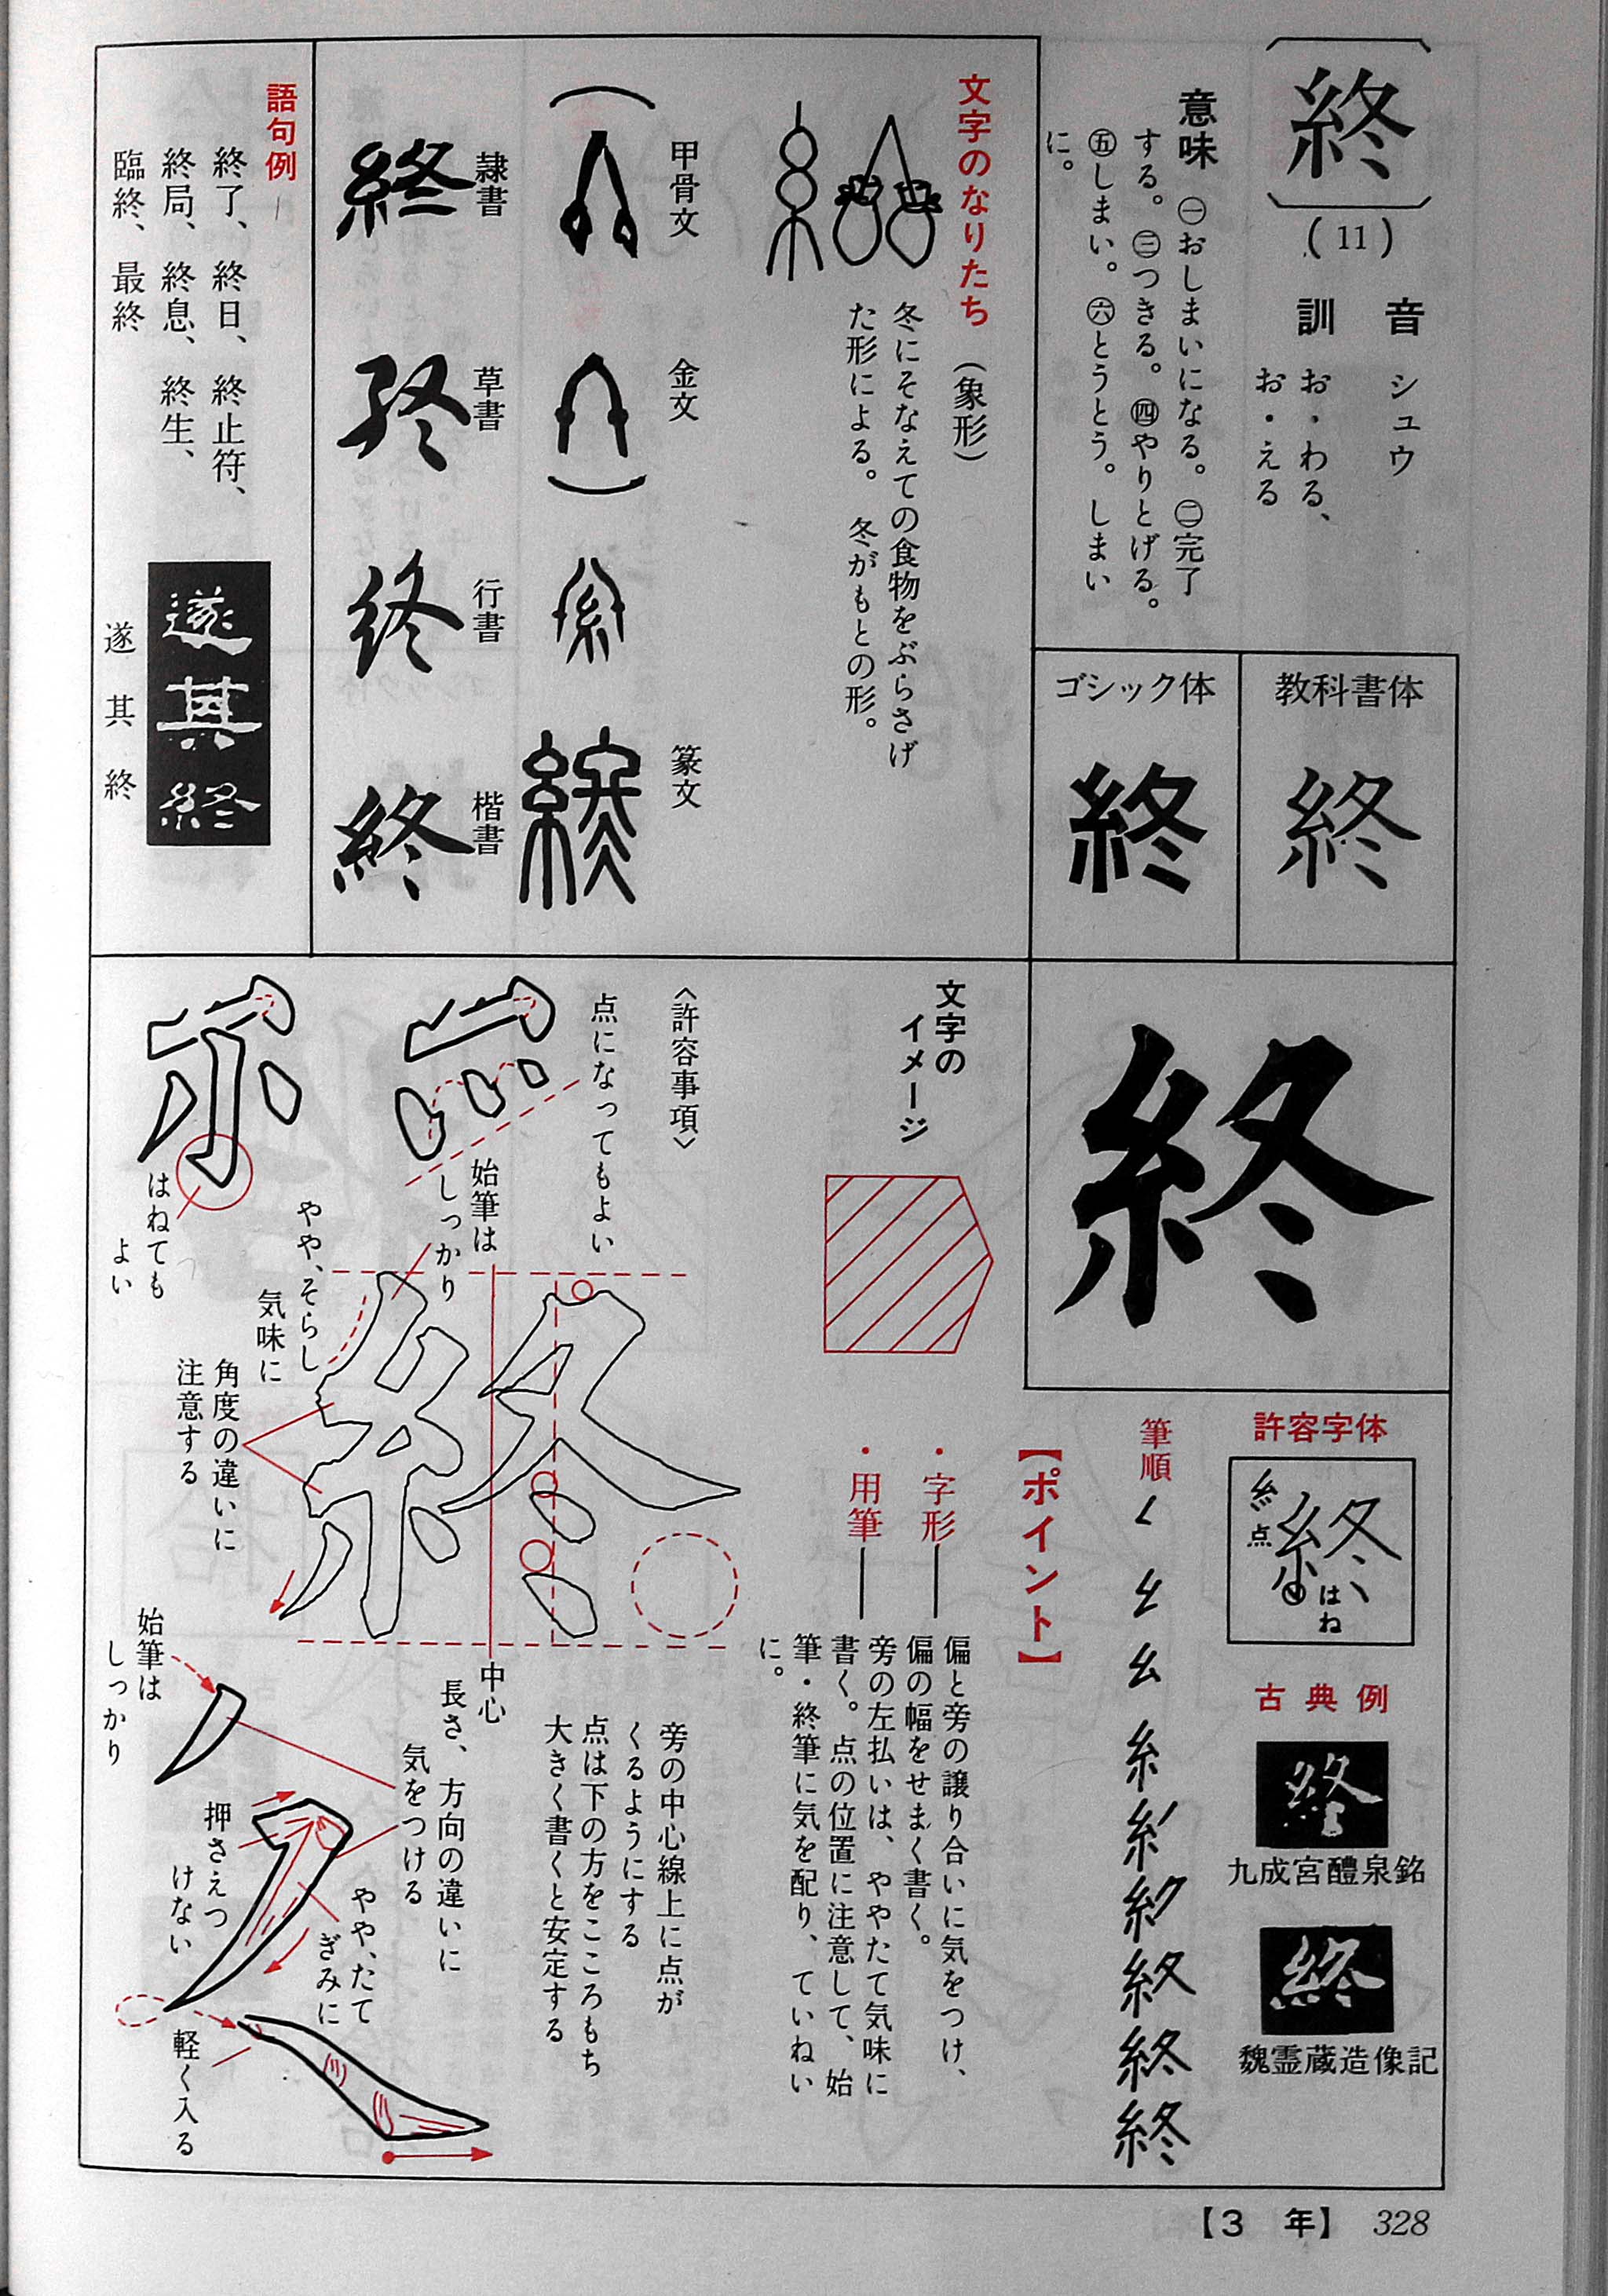 終
(11)
音　シュウ
訓　お・わる、
お・える
意味　㊀おしまいになる。㊁完了
する。㊂つきる。㊃やりとげる。
㊄しまい。㊅とうとう。しまい
に。
教科書体
終
ゴシック体
終
文字のなりたち（象形）
冬にそなえての食物をぶらさげ
た形による。冬がもとの形。
甲骨文
金文
篆文
隷書
終
草書
終
行書
終
楷書
終
語句例
終了、終日、終止符、
終局、終息、終生、
臨終、最終
遂其終
遂其終
終
許容字体
終
糸点
はね
古典例
終
九成宮醴泉銘
終
魏霊蔵造像記
筆順
終
【ポイント】
・字形――偏と旁の譲り合いに気をつけ、
偏の幅をせまく書く。
・用筆――旁の左払いは、ややたて気味に
書く。点の位置に注意して、始
筆・終筆に気を配り、ていねい
に。
文字の
イメージ
〈許容事項〉
点になってもよい
はねても
よい
始筆は
しっかり
やや、そらし
気味に
角度の違いに
注意する
中心
旁の中心線上に点が
くるようにする
点は下の方をこころもち
大きく書くと安定する
長さ、方向の違いに
気をつける
始筆は
しっかり
押さえつ
けない
やや、たて
ぎみに
軽く入る
【3　年】 328